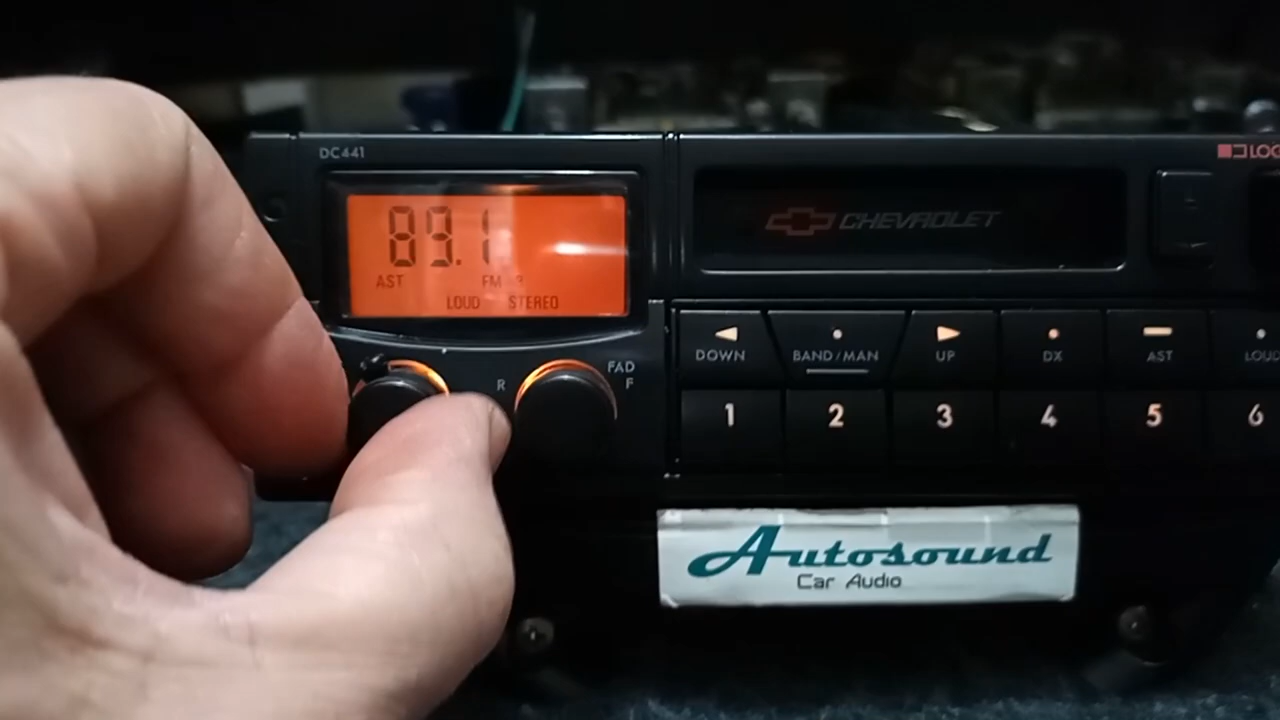 DC441
LOC
89.1
AST FM
LOUD STEREO
CHEVROLET
FAD
R F
DOWN BAND/MAN UP DX AST LOUD
1 2 3 4 5 6
Autosound
Car Audio